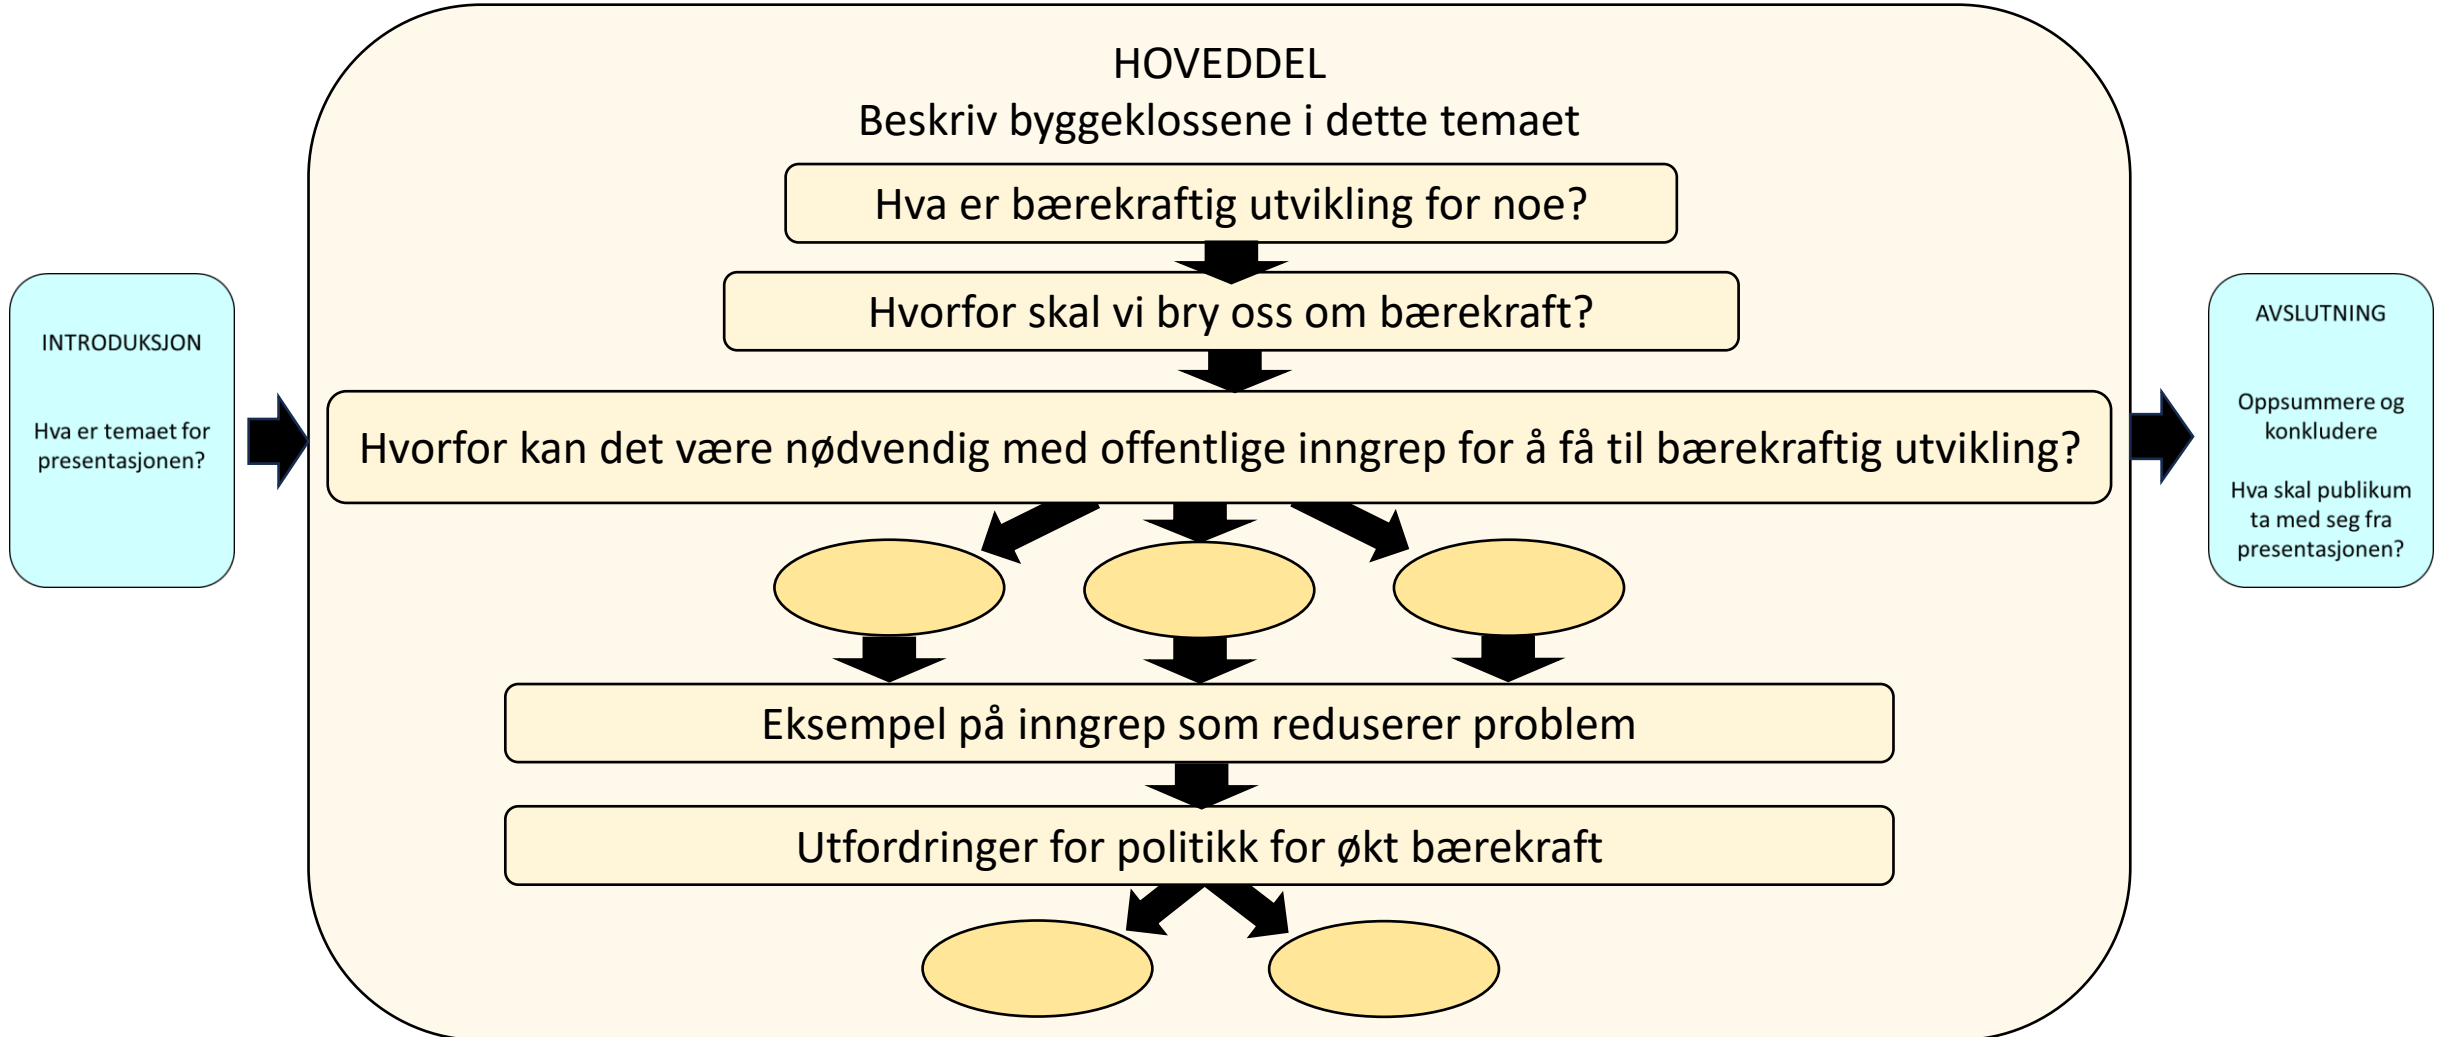 INTRODUKSJON
Hva er temaet for
presentasjonen?
HOVEDDEL
Beskriv byggeklossene i dette temaet
Hva er bærekraftig utvikling for noe?
Hvorfor skal vi bry oss om bærekraft?
Hvorfor kan det være nødvendig med offentlige inngrep for å få til bærekraftig utvikling?
Eksempel på inngrep som reduserer problem
Utfordringer for politikk for økt bærekraft
AVSLUTNING
Oppsummere og
konkludere
Hva skal publikum
ta med seg fra
presentasjonen?